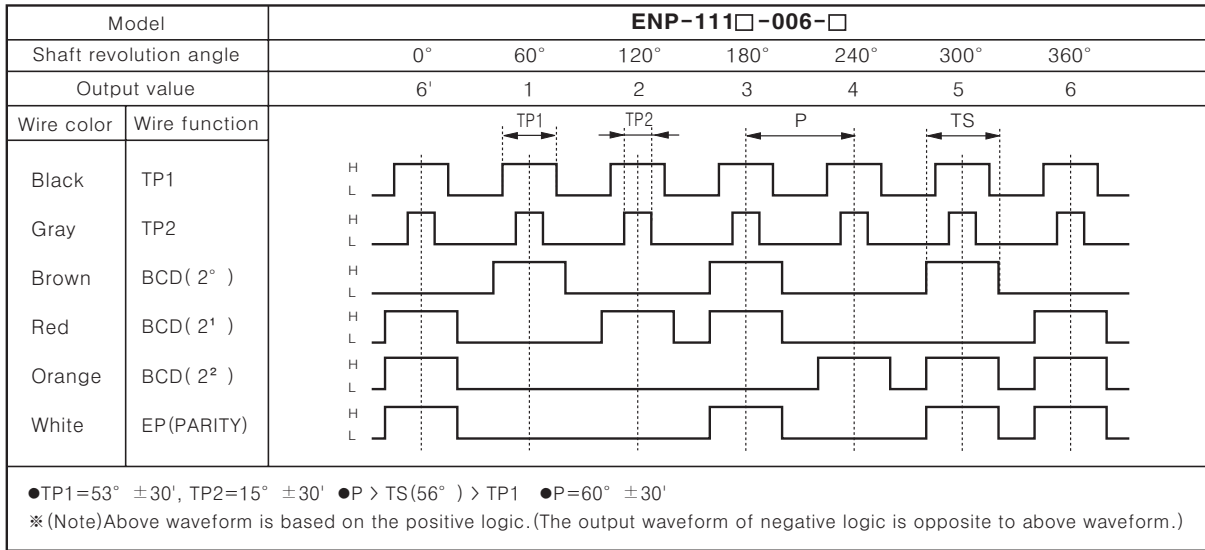 Model ENP-111□-006-□
Shaft revolution angle 0° 60° 120° 180° 240° 300° 360°
Output value 6' 1 2 3 4 5 6
Wire color Wire function TP1 TP2 P TS
Black TP1 H L
Gray TP2 H L
Brown BCD( 2° ) H L
Red BCD( 2¹ ) H L
Orange BCD( 2² ) H L
White EP(PARITY) H L
●TP1=53° ±30', TP2=15° ±30' ●P > TS(56° ) > TP1 ●P=60° ±30'
※(Note)Above waveform is based on the positive logic.(The output waveform of negative logic is opposite to above waveform.)